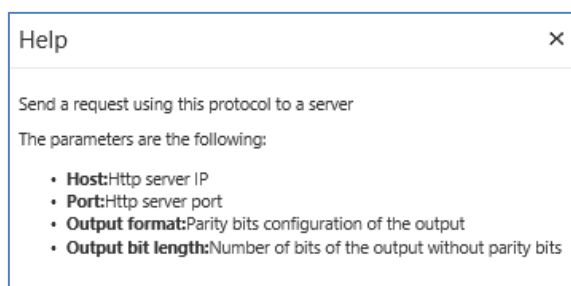 Help ×
Send a request using this protocol to a server
The parameters are the following:
• Host:Http server IP
• Port:Http server port
• Output format:Parity bits configuration of the output
• Output bit length:Number of bits of the output without parity bits